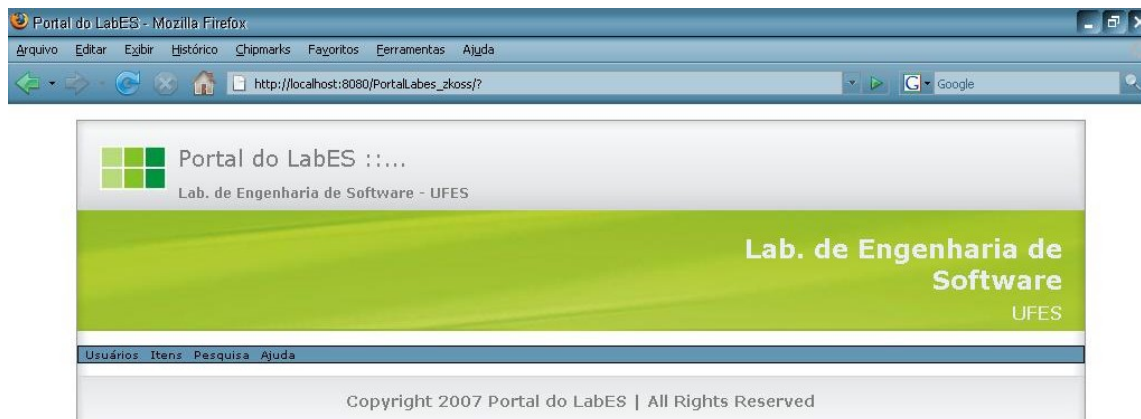 Portal do LabES - Mozilla Firefox
Arquivo Editar Exibir Histórico Chipmarks Favoritos Ferramentas Ajuda
http://localhost:8080/PortalLabes_zkoss/? G Google
Portal do LabES ::...
Lab. de Engenharia de Software - UFES
Lab. de Engenharia de
Software
UFES
Usuários Itens Pesquisa Ajuda
Copyright 2007 Portal do LabES | All Rights Reserved